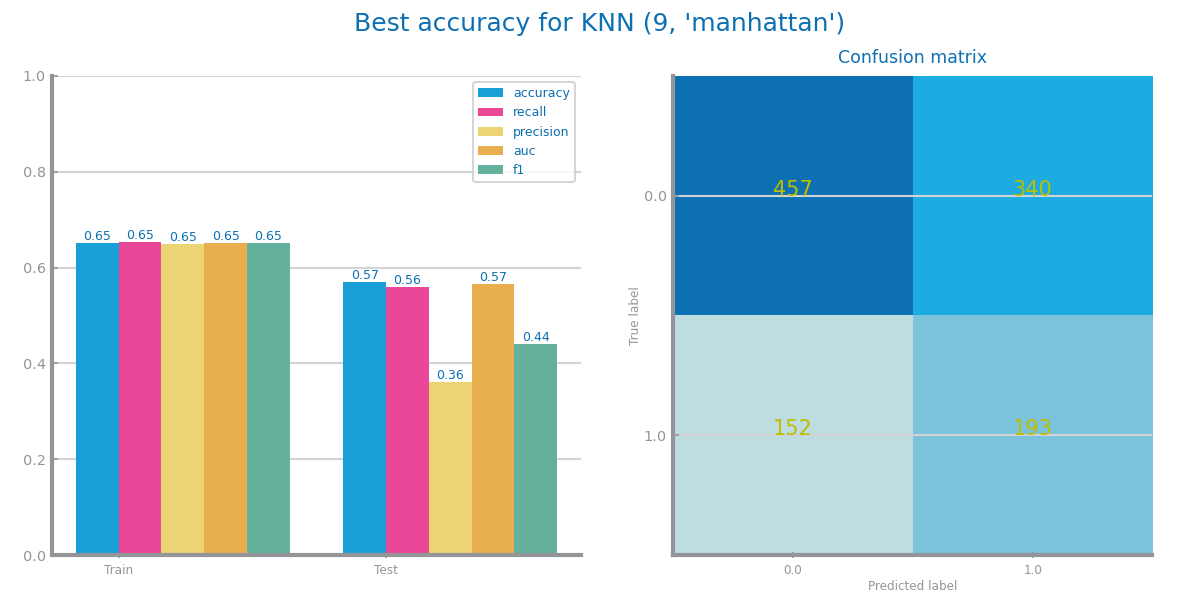 Best accuracy for KNN (9, 'manhattan')
1.0
0.8
0.6
0.4
0.2
0.0
accuracy
recall
precision
auc
f1
0.65
0.65
0.65
0.65
0.65
0.57
0.56
0.36
0.57
0.44
Train
Test
Confusion matrix
True label
0.0
1.0
457
340
152
193
0.0
1.0
Predicted label